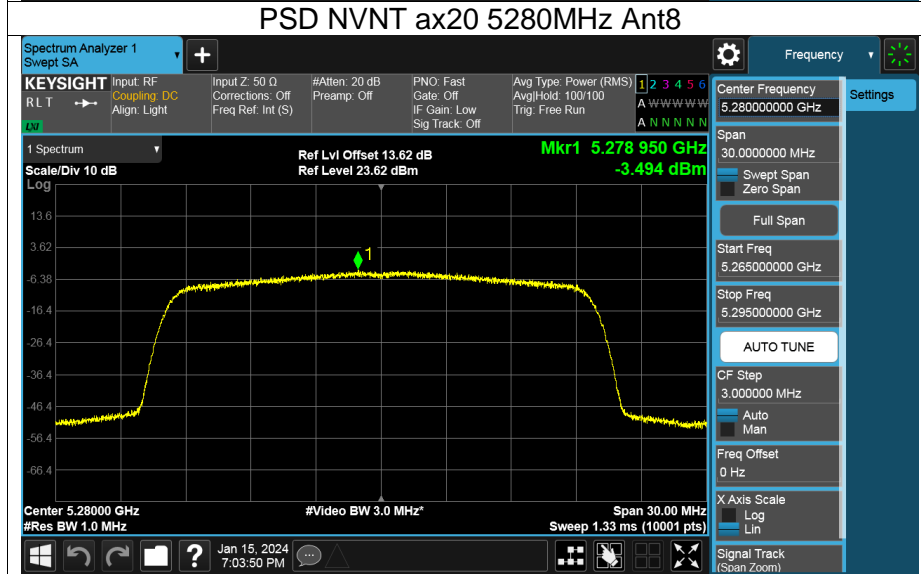 PSD NVNT ax20 5280MHz Ant8
Spectrum Analyzer 1
Swept SA
+
Frequency
KEYSIGHT
RLT
LXI
Input: RF
Coupling: DC
Align: Light
Input Z: 50 Ω
Corrections: Off
Freq Ref: Int (S)
#Atten: 20 dB
Preamp: Off
PNO: Fast
Gate: Off
IF Gain: Low
Sig Track: Off
Avg Type: Power (RMS)
Avg|Hold: 100/100
Trig: Free Run
1 2 3 4 5 6
A W W W W W
A N N N N N
1 Spectrum
Scale/Div 10 dB
Log
Ref Lvl Offset 13.62 dB
Ref Level 23.62 dBm
Mkr1 5.278 950 GHz
-3.494 dBm
13.6
3.62
-6.38
-16.4
-26.4
-36.4
-46.4
-56.4
-66.4
1
Center 5.28000 GHz
#Res BW 1.0 MHz
#Video BW 3.0 MHz*
Span 30.00 MHz
Sweep 1.33 ms (10001 pts)
?
Jan 15, 2024
7:03:50 PM
Center Frequency
5.280000000 GHz
Settings
Span
30.0000000 MHz
Swept Span
Zero Span
Full Span
Start Freq
5.265000000 GHz
Stop Freq
5.295000000 GHz
AUTO TUNE
CF Step
3.000000 MHz
Auto
Man
Freq Offset
0 Hz
X Axis Scale
Log
Lin
Signal Track
(Span Zoom)